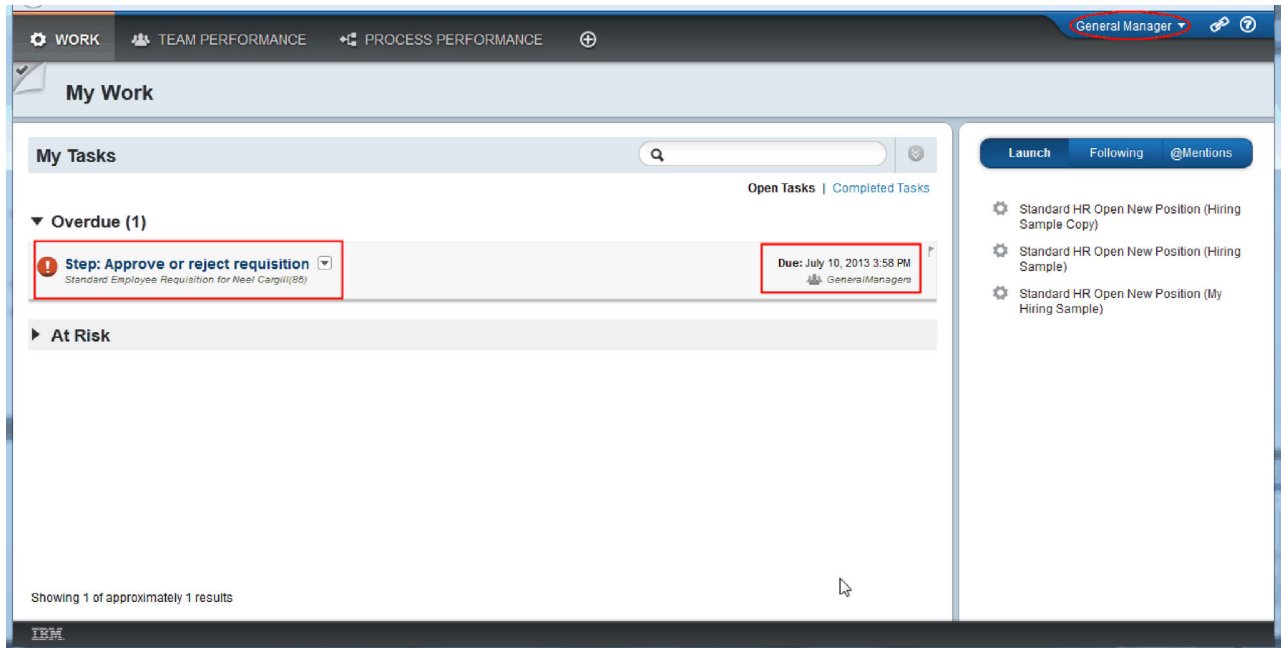 WORK TEAM PERFORMANCE PROCESS PERFORMANCE General Manager
My Work
My Tasks
Open Tasks | Completed Tasks
Overdue (1)
Step: Approve or reject requisition
Standard Employee Requisition for Neel Cargill(85)
Due: July 10, 2013 3:58 PM
GeneralManagers
At Risk
Showing 1 of approximately 1 results
Launch Following @Mentions
Standard HR Open New Position (Hiring
Sample Copy)
Standard HR Open New Position (Hiring
Sample)
Standard HR Open New Position (My
Hiring Sample)
IBM.